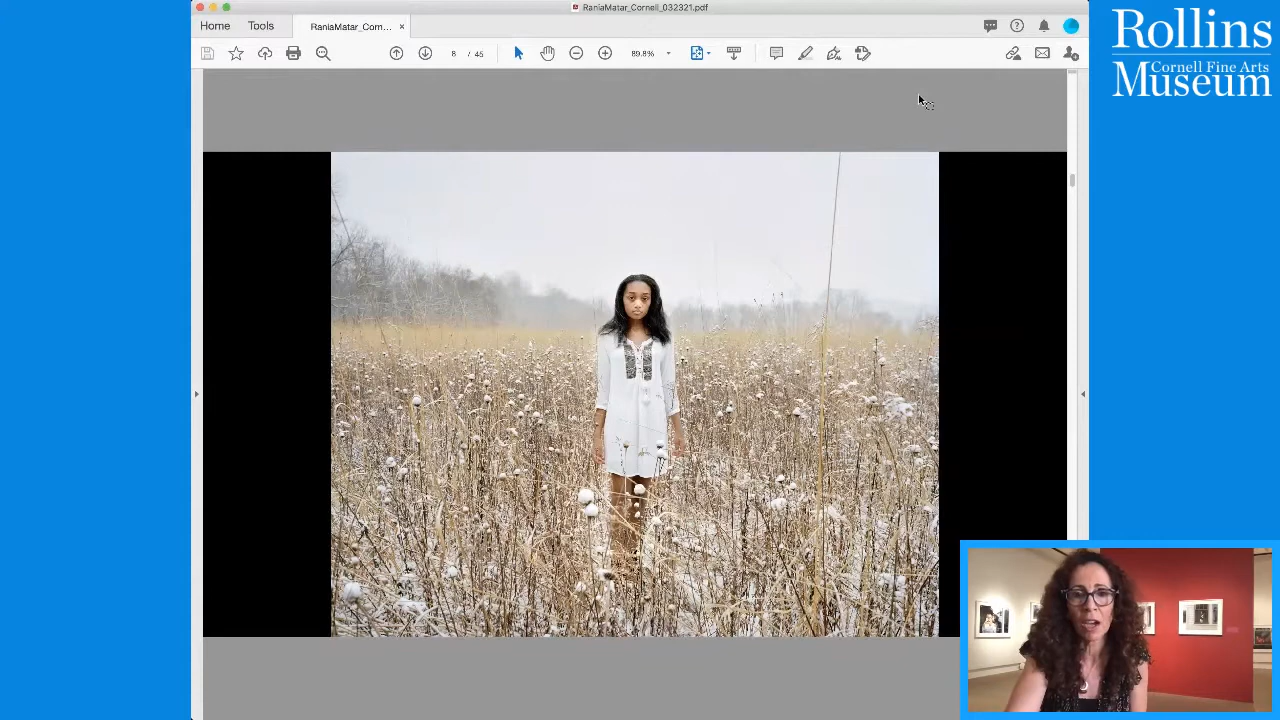 RaniaMatar_Cornell_032321.pdf
Home
Tools
RaniaMatar_Corn...
8 / 45
89.8%
Rollins
Cornell Fine Arts
Museum